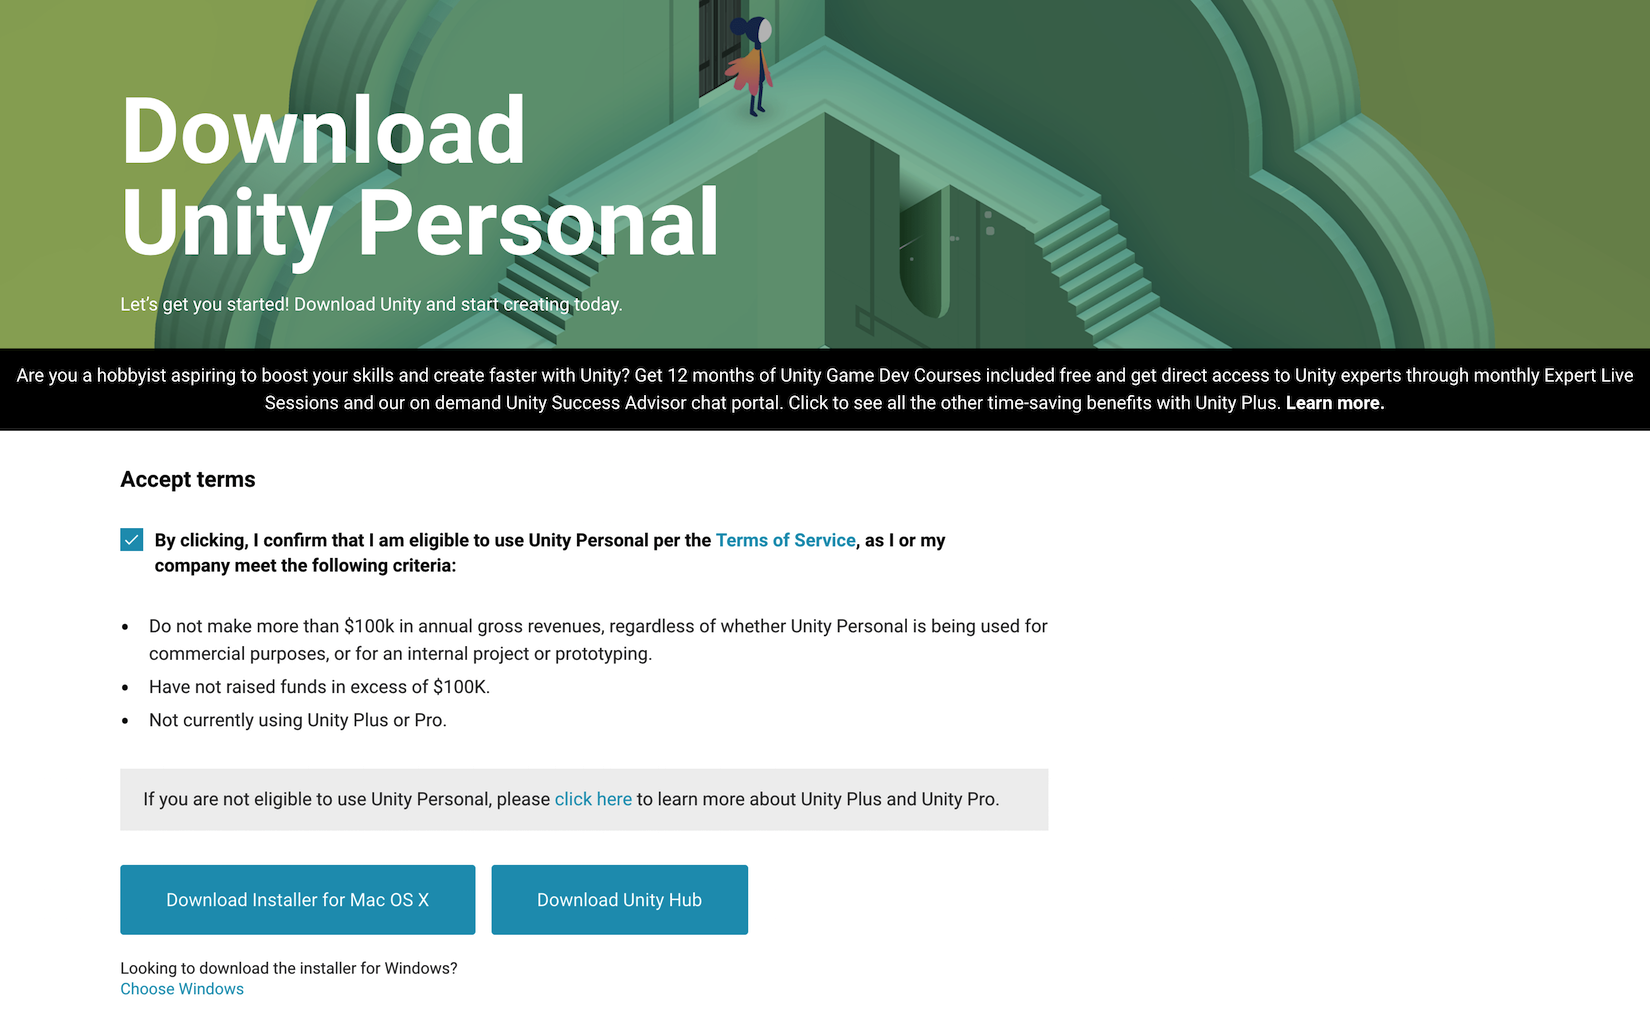 Download
Unity Personal
Let’s get you started! Download Unity and start creating today.
Are you a hobbyist aspiring to boost your skills and create faster with Unity? Get 12 months of Unity Game Dev Courses included free and get direct access to Unity experts through monthly Expert Live
Sessions and our on demand Unity Success Advisor chat portal. Click to see all the other time-saving benefits with Unity Plus. Learn more.
Accept terms
By clicking, I confirm that I am eligible to use Unity Personal per the Terms of Service, as I or my
company meet the following criteria:
• Do not make more than $100k in annual gross revenues, regardless of whether Unity Personal is being used for
commercial purposes, or for an internal project or prototyping.
• Have not raised funds in excess of $100K.
• Not currently using Unity Plus or Pro.
If you are not eligible to use Unity Personal, please click here to learn more about Unity Plus and Unity Pro.
Download Installer for Mac OS X
Download Unity Hub
Looking to download the installer for Windows?
Choose Windows